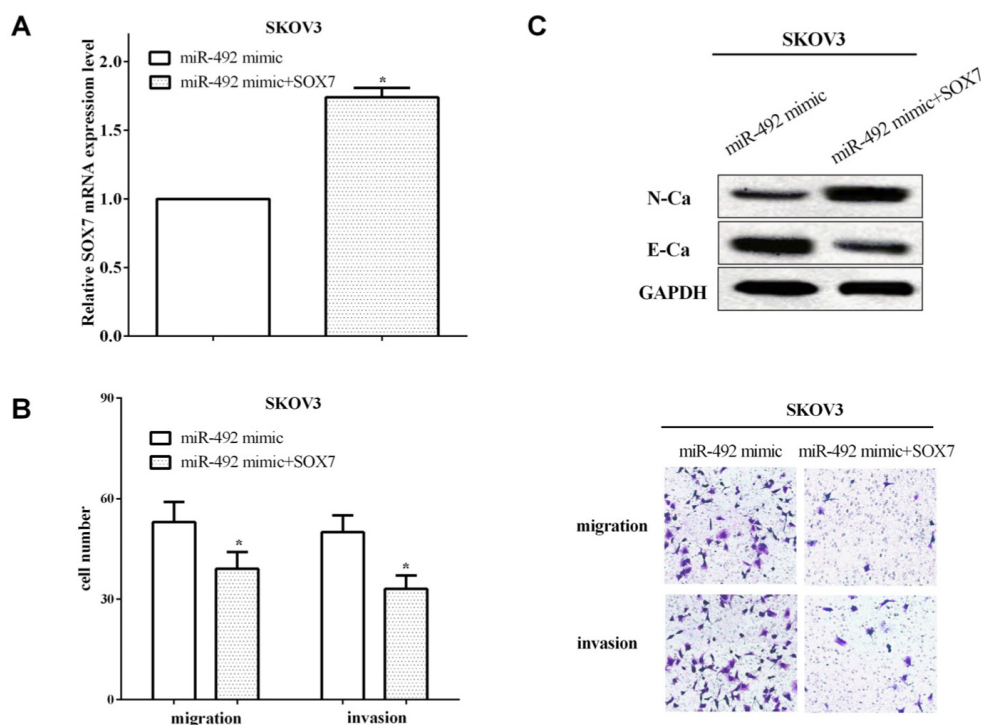 A
SKOV3
miR-492 mimic
miR-492 mimic+SOX7
Relative SOX7 mRNA expressiom level
2.0
1.5
1.0
0.5
0.0
*
C
SKOV3
miR-492 mimic
miR-492 mimic+SOX7
N-Ca
E-Ca
GAPDH
B
SKOV3
miR-492 mimic
miR-492 mimic+SOX7
cell number
90
60
30
0
*
*
migration invasion
SKOV3
miR-492 mimic miR-492 mimic+SOX7
migration
invasion